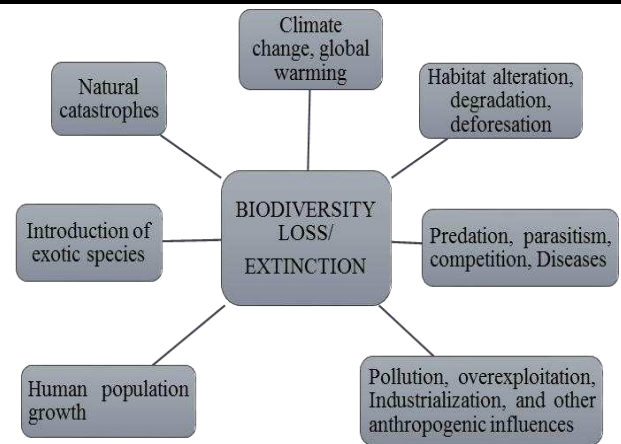 Climate
change, global
warming
Habitat alteration,
degradation,
deforesation
Natural
catastrophes
BIODIVERSITY
LOSS/
EXTINCTION
Introduction of
exotic species
Predation, parasitism,
competition, Diseases
Human population
growth
Pollution, overexploitation,
Industrialization, and other
anthropogenic influences